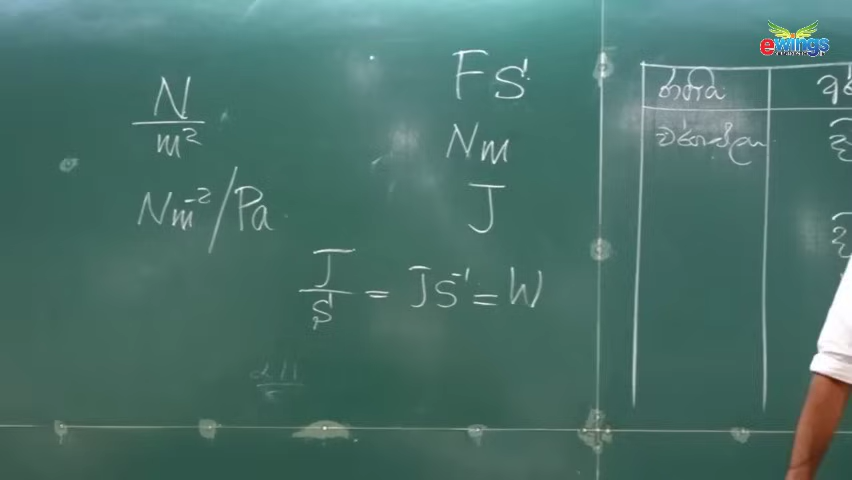 ewings
N
m²
Nm⁻²/Pa
Fs
Nm
J
J/s = Js⁻¹ = W
රාශිය